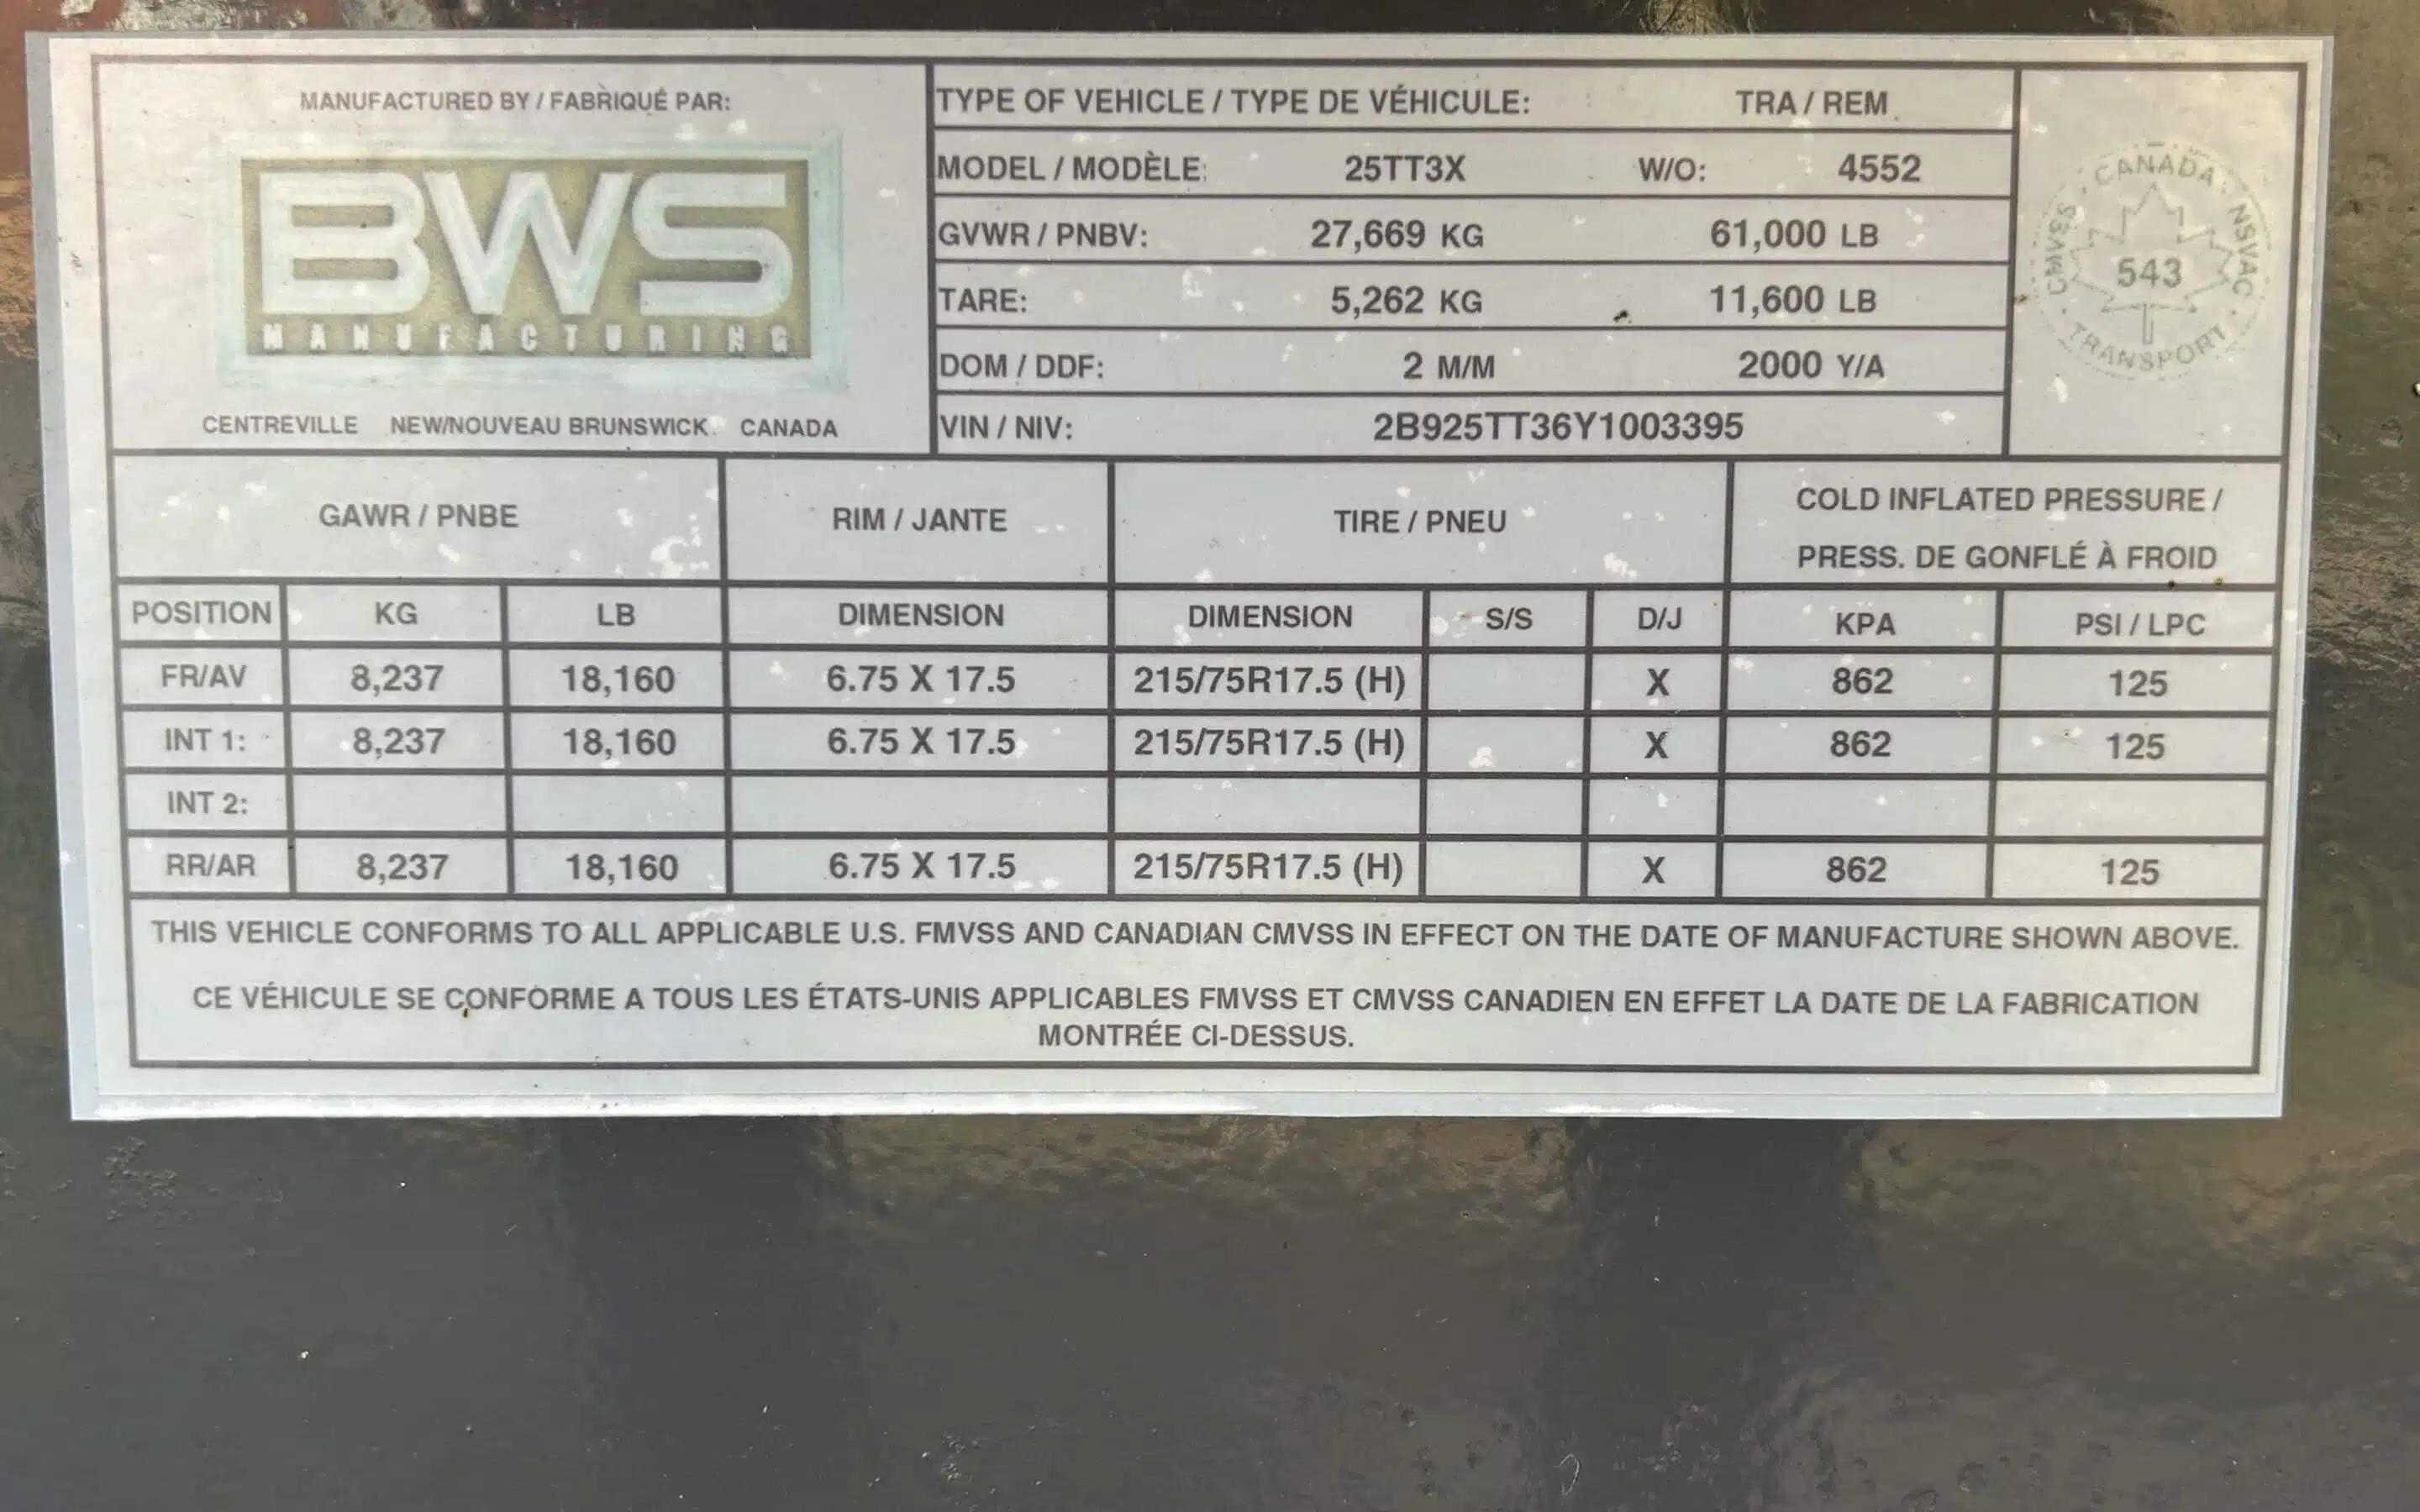 MANUFACTURED BY / FABRIQUÉ PAR:
BWS
MANUFACTURING
CENTREVILLE NEW/NOUVEAU BRUNSWICK CANADA
TYPE OF VEHICLE / TYPE DE VÉHICULE: TRA / REM
MODEL / MODÈLE: 25TT3X W/O: 4552
GVWR / PNBV: 27,669 KG 61,000 LB
TARE: 5,262 KG 11,600 LB
DOM / DDF: 2 M/M 2000 Y/A
VIN / NIV: 2B925TT36Y1003395
CANADA
NSVAC
TRANSPORT
CMVSS
543
GAWR / PNBE RIM / JANTE TIRE / PNEU COLD INFLATED PRESSURE /
PRESS. DE GONFLÉ À FROID
POSITION KG LB DIMENSION DIMENSION S/S D/J KPA PSI / LPC
FR/AV 8,237 18,160 6.75 X 17.5 215/75R17.5 (H) X 862 125
INT 1: 8,237 18,160 6.75 X 17.5 215/75R17.5 (H) X 862 125
INT 2:
RR/AR 8,237 18,160 6.75 X 17.5 215/75R17.5 (H) X 862 125
THIS VEHICLE CONFORMS TO ALL APPLICABLE U.S. FMVSS AND CANADIAN CMVSS IN EFFECT ON THE DATE OF MANUFACTURE SHOWN ABOVE.
CE VÉHICULE SE CONFORME A TOUS LES ÉTATS-UNIS APPLICABLES FMVSS ET CMVSS CANADIEN EN EFFET LA DATE DE LA FABRICATION
MONTRÉE CI-DESSUS.